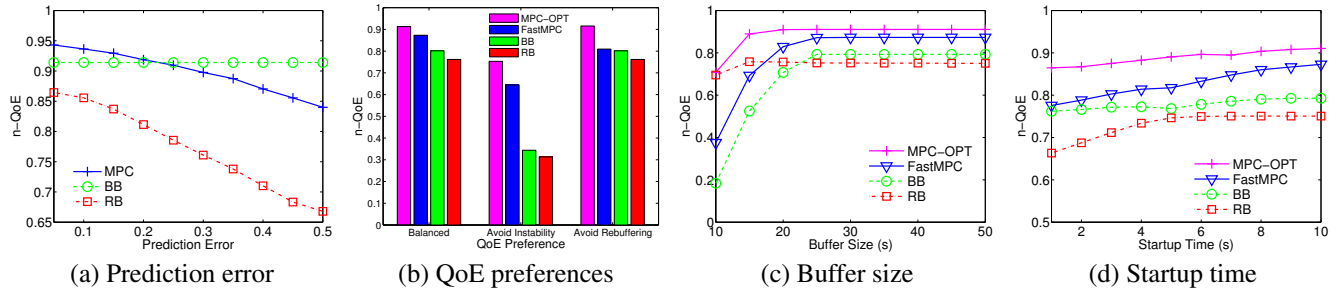 0.65
0.7
0.75
0.8
0.85
0.9
0.95
1
n−QoE
0.1 0.2 0.3 0.4 0.5
Prediction Error
MPC
BB
RB
(a) Prediction error
0
0.1
0.2
0.3
0.4
0.5
0.6
0.7
0.8
0.9
1
n−QoE
Balanced Avoid Instability Avoid Rebuffering
QoE Preference
MPC−OPT
FastMPC
BB
RB
(b) QoE preferences
0
0.2
0.4
0.6
0.8
1
n−QoE
10 20 30 40 50
Buffer Size (s)
MPC−OPT
FastMPC
BB
RB
(c) Buffer size
0.5
0.6
0.7
0.8
0.9
1
n−QoE
2 4 6 8 10
Startup Time (s)
MPC−OPT
FastMPC
BB
RB
(d) Startup time